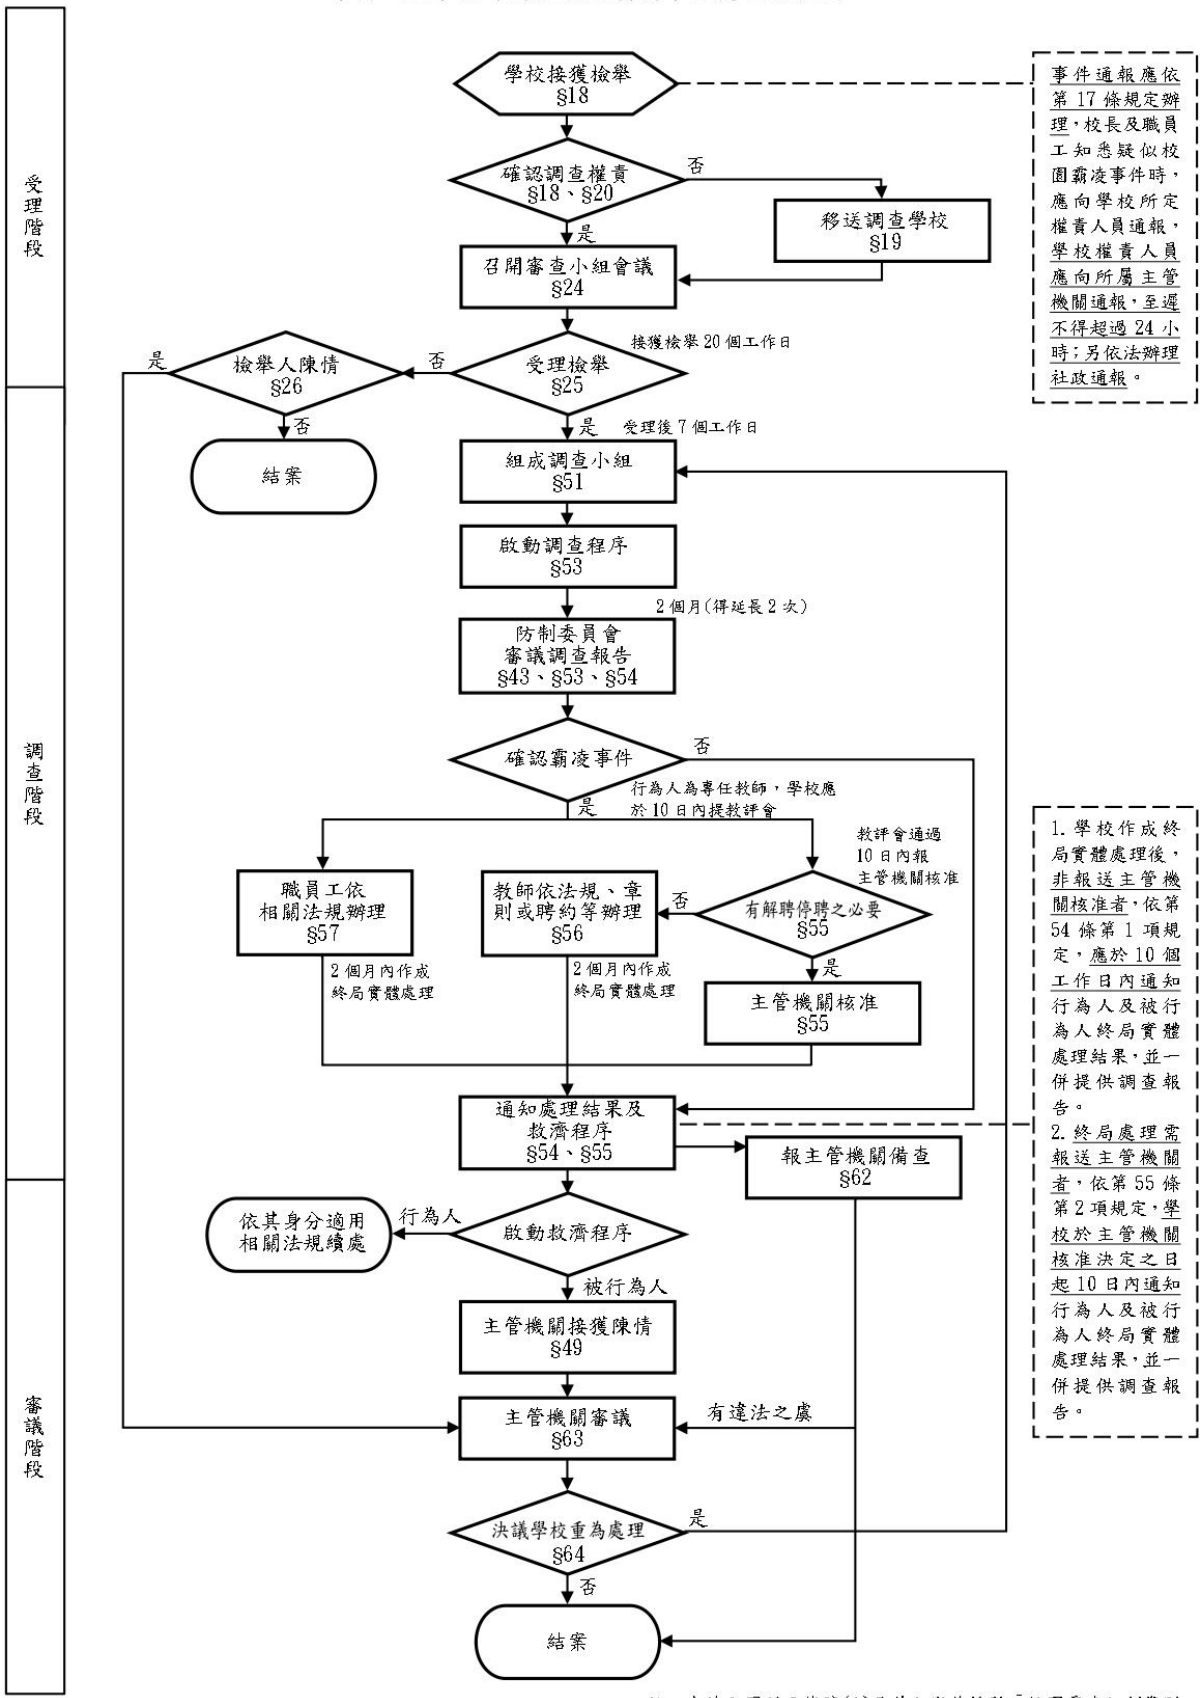 受理階段
調查階段
審議階段
學校接獲檢舉
§18
確認調查權責
§18、§20
否
移送調查學校
§19
是
召開審查小組會議
§24
接獲檢舉20個工作日
受理檢舉
§25
否
檢舉人陳情
§26
是
否
結案
是
受理後7個工作日
組成調查小組
§51
啟動調查程序
§53
2個月(得延長2次)
防制委員會
審議調查報告
§43、§53、§54
確認霸凌事件
否
是
行為人為專任教師，學校應
於10日內提教評會
教評會通過
10日內報
主管機關核准
職員工依
相關法規辦理
§57
教師依法規、章
則或聘約等辦理
§56
否
有解聘停聘之必要
§55
2個月內作成
終局實體處理
2個月內作成
終局實體處理
是
主管機關核准
§55
通知處理結果及
救濟程序
§54、§55
報主管機關備查
§62
啟動救濟程序
行為人
依其身分適用
相關法規續處
被行為人
主管機關接獲陳情
§49
主管機關審議
§63
有違法之虞
決議學校重為處理
§64
是
否
結案
事件通報應依
第17條規定辦
理，校長及職員
工知悉疑似校
園霸凌事件時，
應向學校所定
權責人員通報，
學校權責人員
應向所屬主管
機關通報，至遲
不得超過24小
時；另依法辦理
社政通報。
1. 學校作成終
局實體處理後，
非報送主管機
關核准者，依第
54條第1項規
定，應於10個
工作日內通知
行為人及被行
為人終局實體
處理結果，並一
併提供調查報
告。
2. 終局處理需
報送主管機關
者，依第55條
第2項規定，學
校於主管機關
核准決定之日
起10日內通知
行為人及被行
為人終局實體
處理結果，並一
併提供調查報
告。